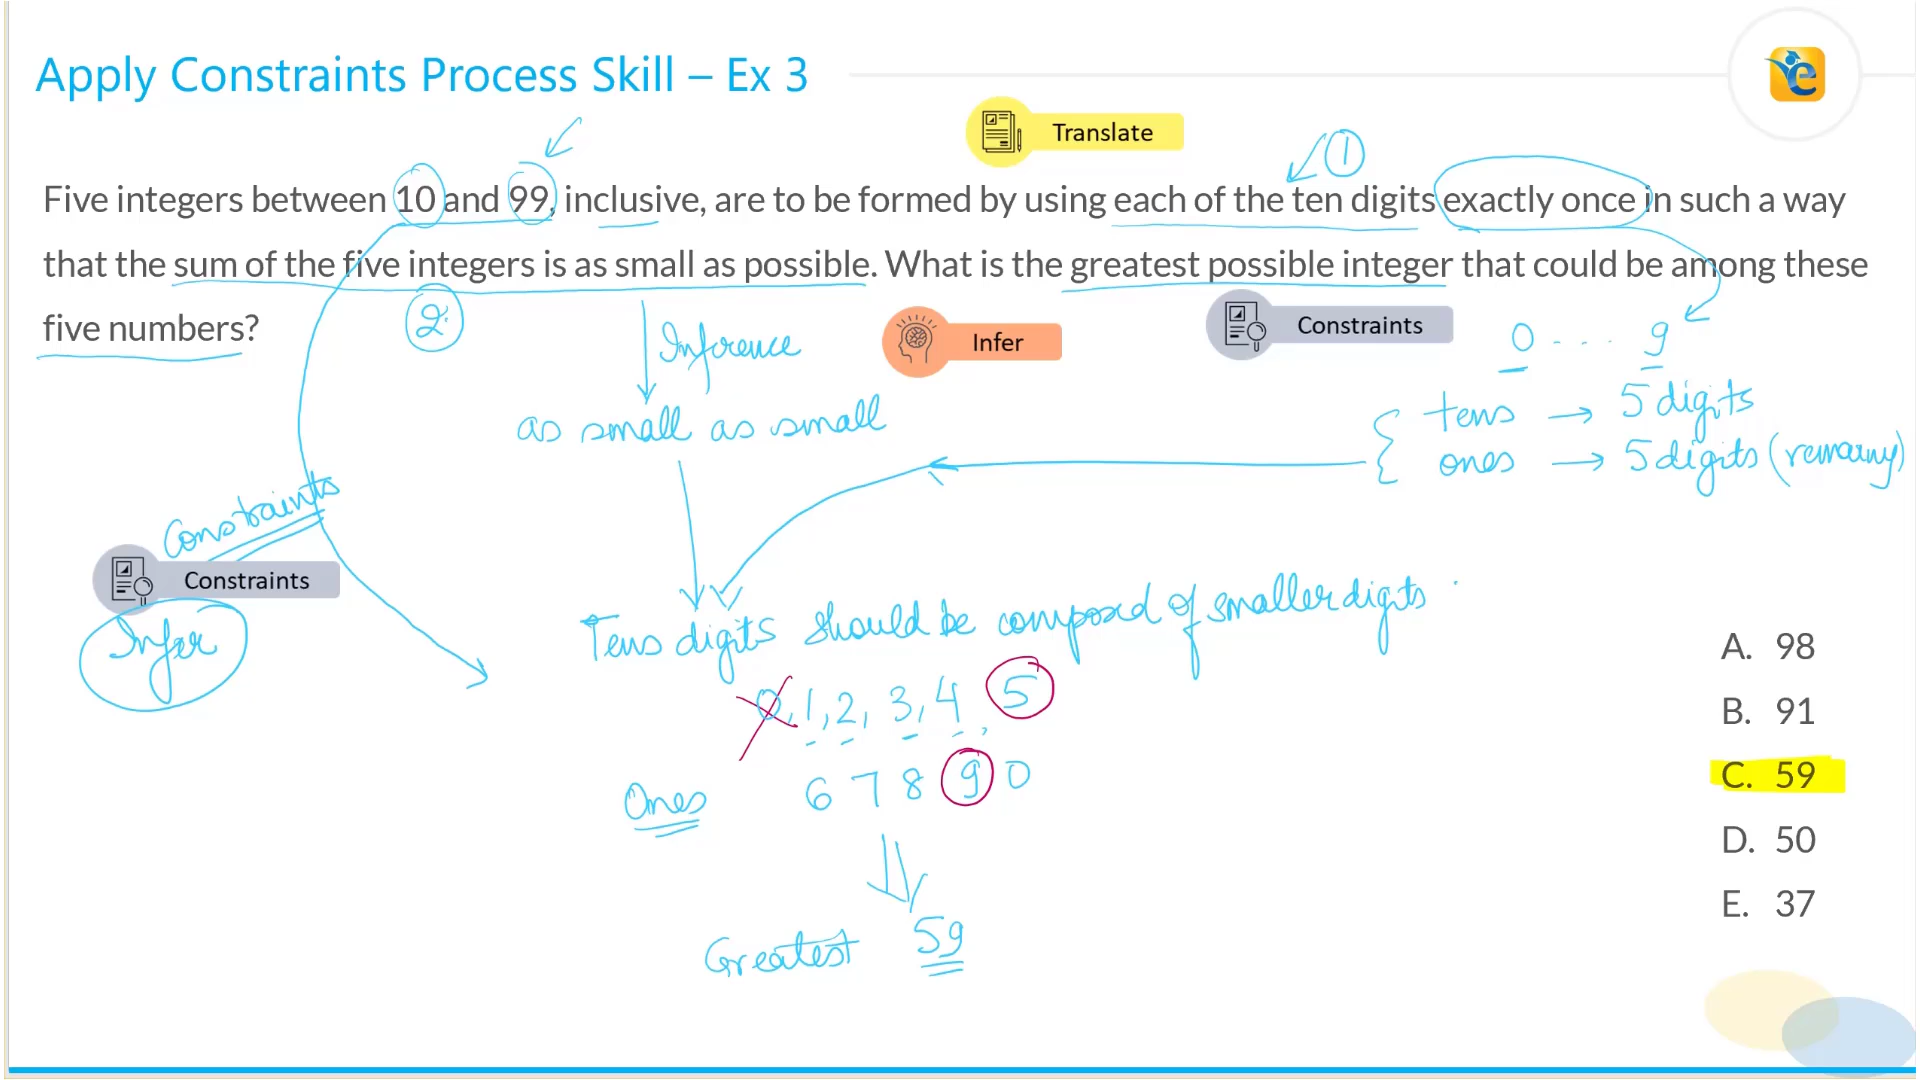 Apply Constraints Process Skill – Ex 3
Translate
①
Five integers between 10 and 99, inclusive, are to be formed by using each of the ten digits exactly once in such a way
that the sum of the five integers is as small as possible. What is the greatest possible integer that could be among these
five numbers?
②
Inference
Infer
Constraints
0 .... 9
as small as small
tens → 5 digits
ones → 5 digits (remaining)
Constraints
Constraints
Infer
Tens digits should be composed of smaller digits.
0, 1, 2, 3, 4, 5
Ones 6 7 8 9 0
Greatest 59
A. 98
B. 91
C. 59
D. 50
E. 37